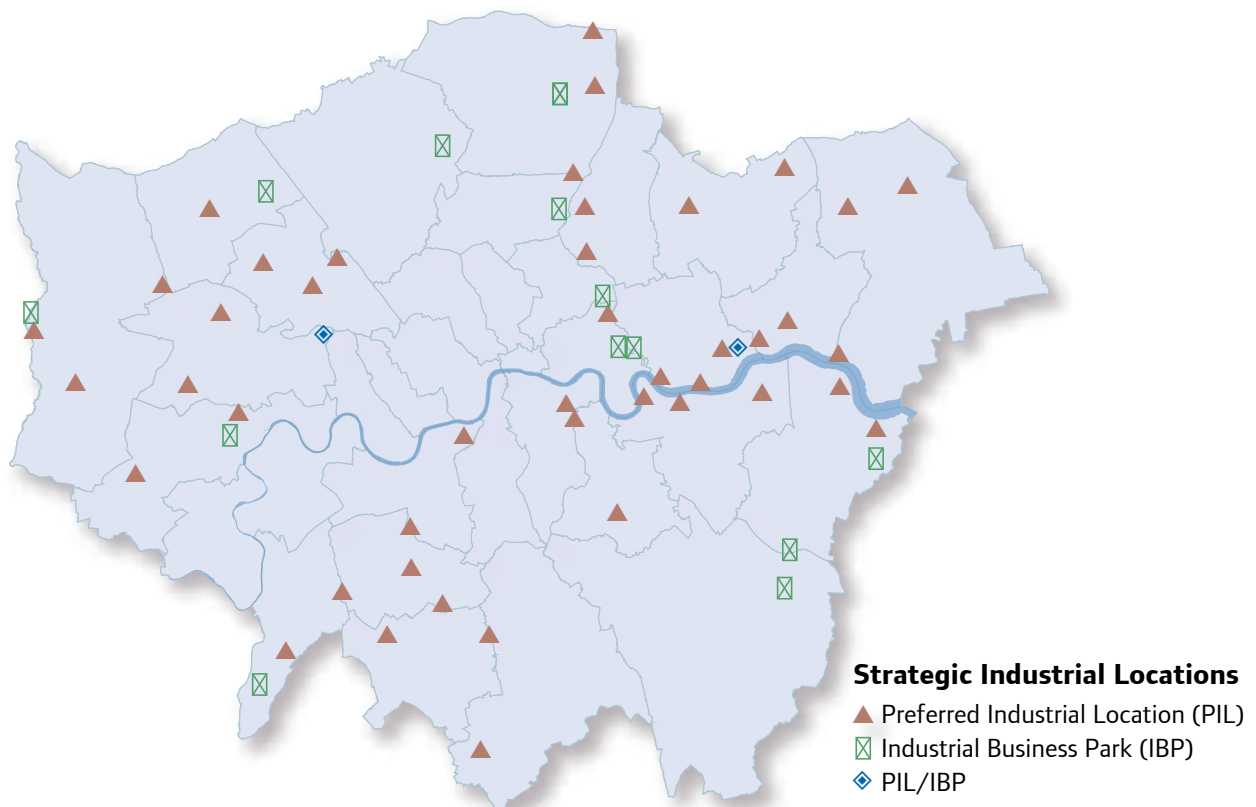 Strategic Industrial Locations
Preferred Industrial Location (PIL)
Industrial Business Park (IBP)
PIL/IBP